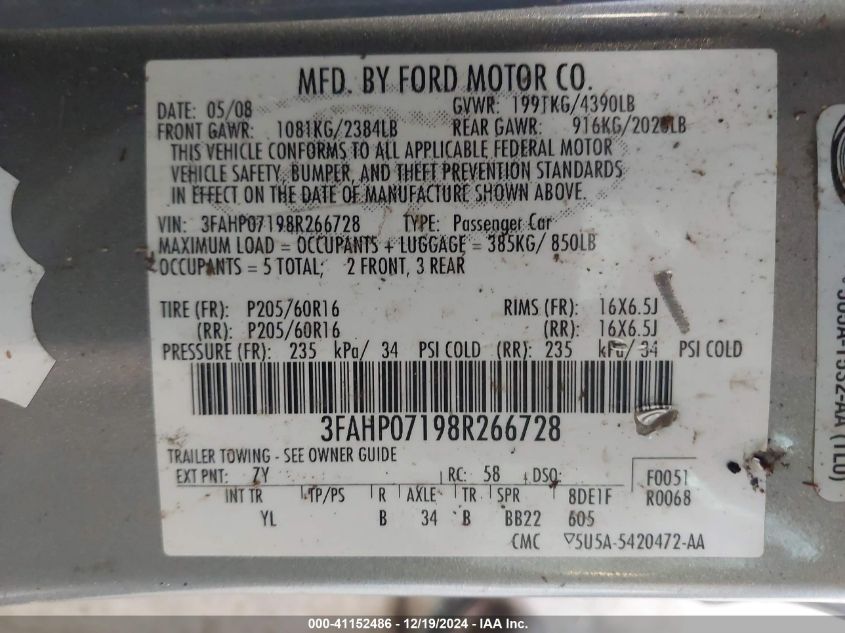 MFD. BY FORD MOTOR CO.
DATE: 05/08 GVWR: 1991KG/4390LB
FRONT GAWR: 1081KG/2384LB REAR GAWR: 916KG/2020LB
THIS VEHICLE CONFORMS TO ALL APPLICABLE FEDERAL MOTOR
VEHICLE SAFETY, BUMPER, AND THEFT PREVENTION STANDARDS
IN EFFECT ON THE DATE OF MANUFACTURE SHOWN ABOVE.
VIN: 3FAHP07198R266728 TYPE: Passenger Car
MAXIMUM LOAD = OCCUPANTS + LUGGAGE = 385KG/ 850LB
OCCUPANTS = 5 TOTAL; 2 FRONT, 3 REAR
TIRE (FR): P205/60R16 RIMS (FR): 16X6.5J
(RR): P205/60R16 (RR): 16X6.5J
PRESSURE (FR): 235 kPa/ 34 PSI COLD (RR): 235 kPa/ 34 PSI COLD
3FAHP07198R266728
TRAILER TOWING - SEE OWNER GUIDE
EXT PNT: ZY RC: 58 DSO: F0051
INT TR TP/PS R AXLE TR SPR 8DE1F R0068
YL B 34 B BB22 605
CMC 5U5A-5420472-AA
000-41152486 - 12/19/2024 - IAA Inc.